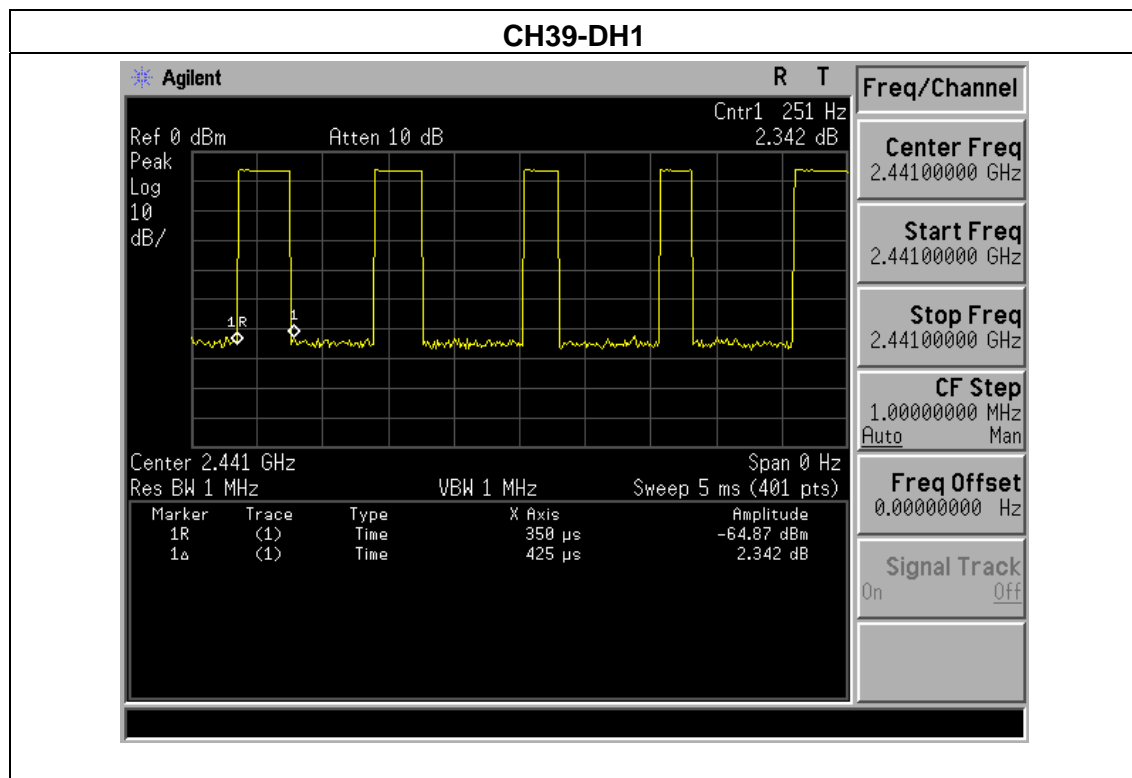 CH39-DH1
Agilent
R T
Cntr1 251 Hz
Ref 0 dBm Atten 10 dB 2.342 dB
Peak
Log
10
dB/
1R
1
Center 2.441 GHz Span 0 Hz
Res BW 1 MHz VBW 1 MHz Sweep 5 ms (401 pts)
Marker Trace Type X Axis Amplitude
1R (1) Time 350 µs -64.87 dBm
1Δ (1) Time 425 µs 2.342 dB
Freq/Channel
Center Freq
2.44100000 GHz
Start Freq
2.44100000 GHz
Stop Freq
2.44100000 GHz
CF Step
1.00000000 MHz
Auto Man
Freq Offset
0.00000000 Hz
Signal Track
On Off